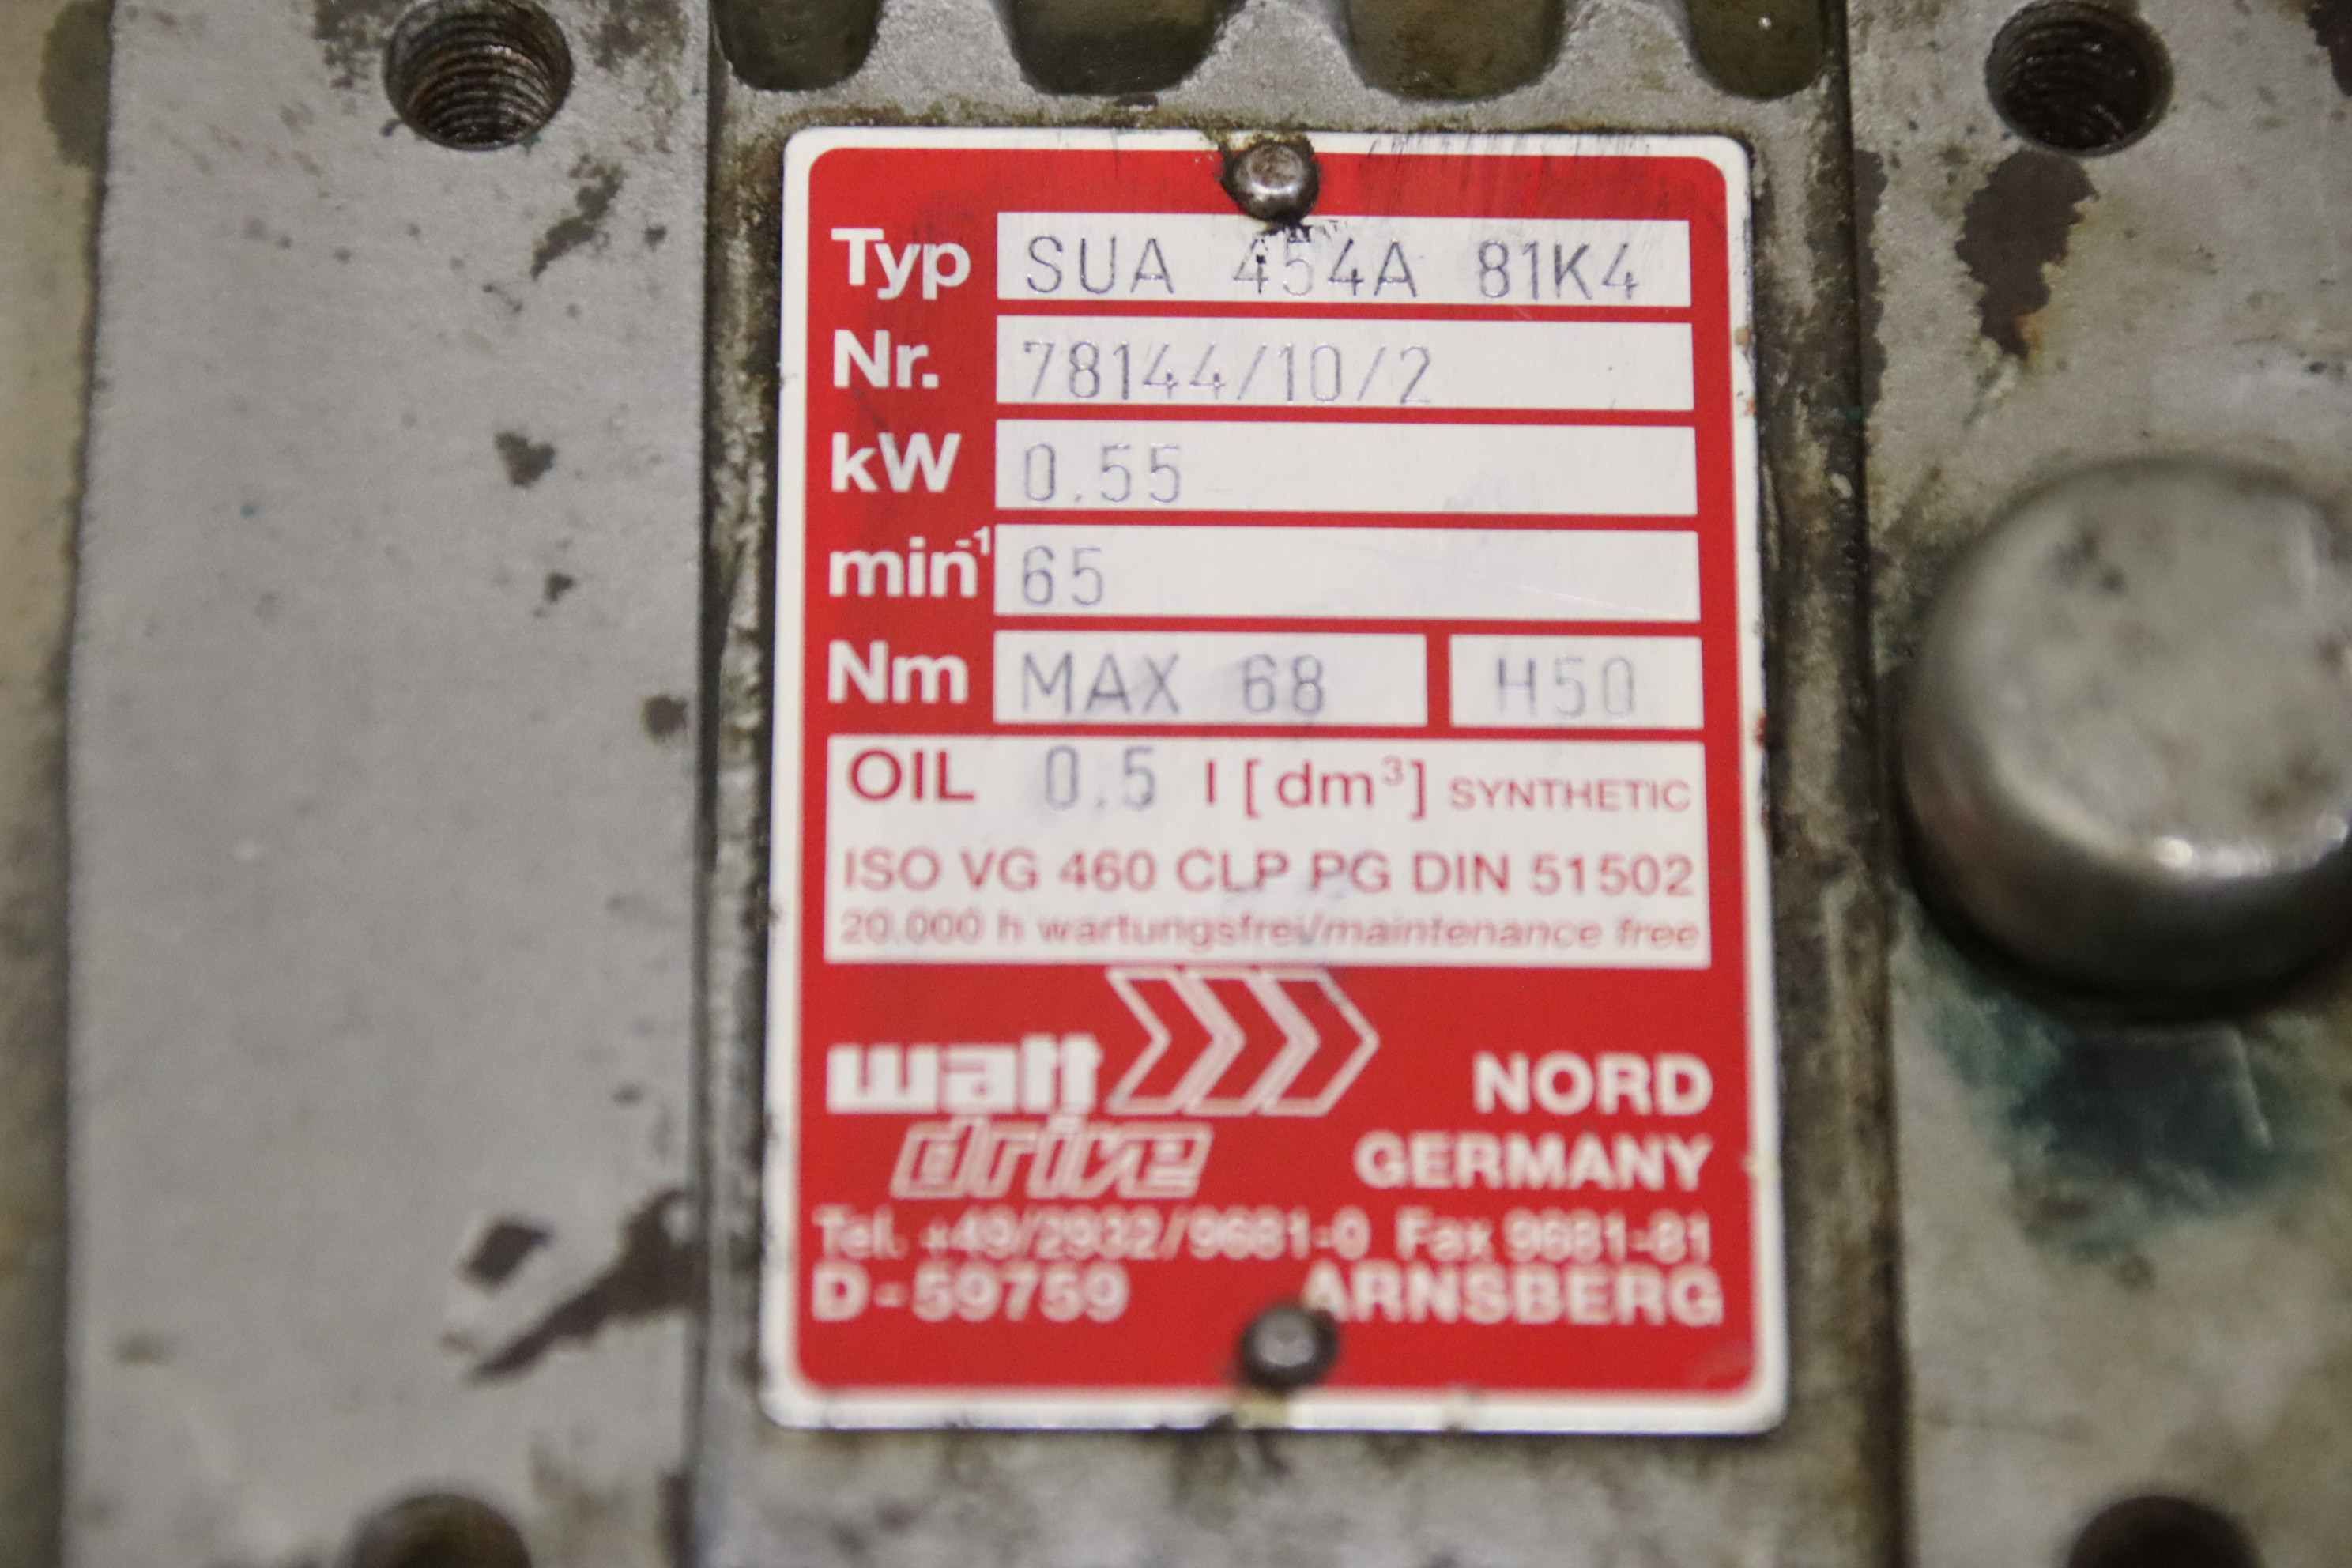 Typ SUA 454A 81K4
Nr. 78144/10/2
kW 0.55
min-1 65
Nm MAX 68 H50
OIL 0.5 l [dm³] SYNTHETIC
ISO VG 460 CLP PG DIN 51502
20.000 h wartungsfrei/maintenance free
watt
drive
NORD
GERMANY
Tel. +49/2932/9681-0 Fax 9681-81
D-59759 ARNSBERG